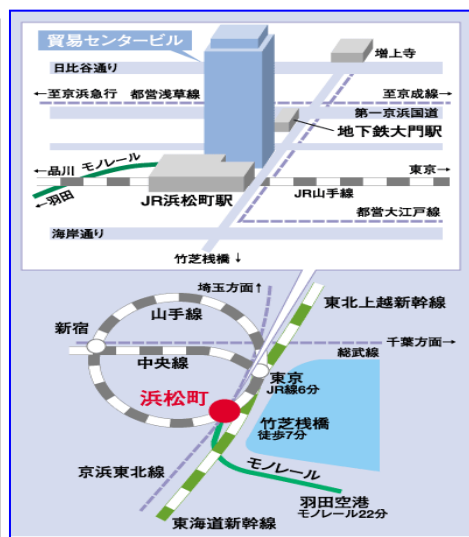 貿易センタービル
増上寺
日比谷通り
←至京浜急行 都営浅草線 至京成線→
第一京浜国道
地下鉄大門駅
←品川 モノレール 東京→
←羽田 JR浜松町駅 JR山手線
都営大江戸線
海岸通り
竹芝桟橋↓
埼玉方面↑
東北上越新幹線
山手線
新宿 千葉方面→
中央線 総武線
東京
JR線6分
浜松町
竹芝桟橋
徒歩7分
京浜東北線 モノレール
羽田空港
モノレール22分
東海道新幹線